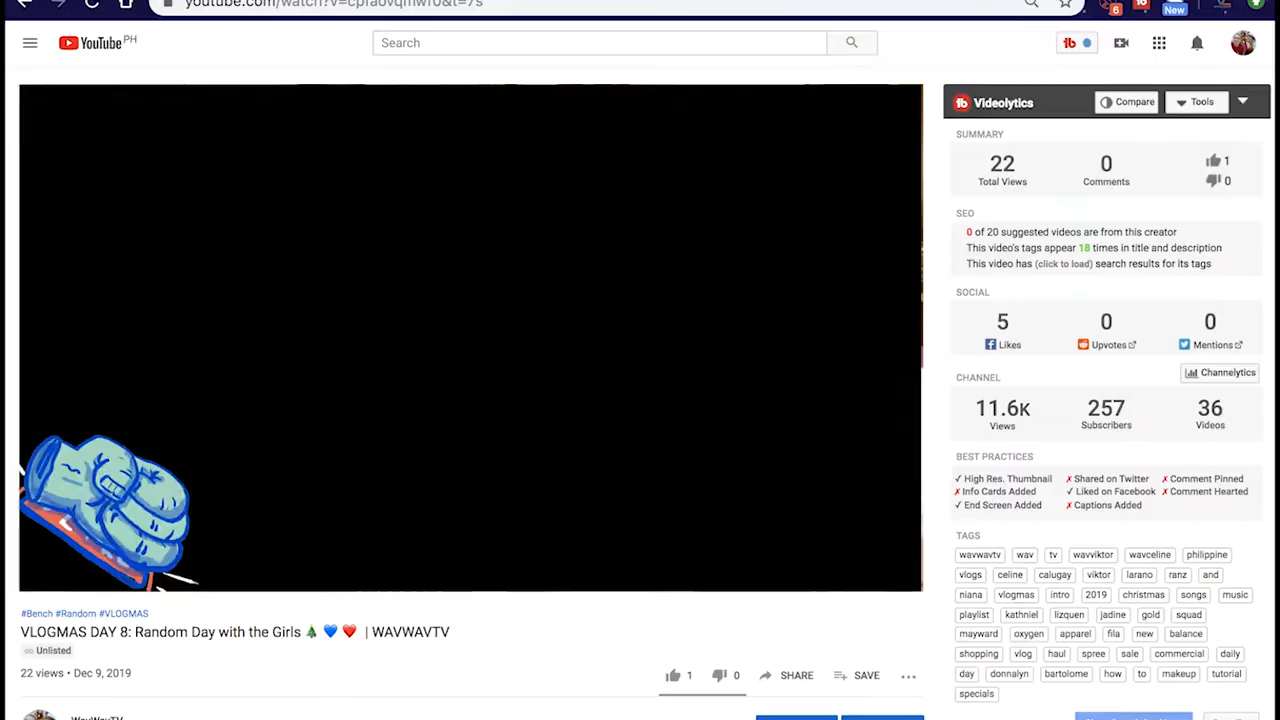 youtube.com/watch?v=cpfaovqmwf0&t=7s
6
New
YouTube PH
Search
Videolytics
Compare
Tools
SUMMARY
22
0
1
Total Views
Comments
0
SEO
0 of 20 suggested videos are from this creator
This video's tags appear 18 times in title and description
This video has (click to load) search results for its tags
SOCIAL
5
0
0
Likes
Upvotes
Mentions
CHANNEL
Channelytics
11.6K
257
36
Views
Subscribers
Videos
BEST PRACTICES
✓ High Res. Thumbnail ✗ Shared on Twitter ✗ Comment Pinned
✗ Info Cards Added ✓ Liked on Facebook ✗ Comment Hearted
✓ End Screen Added ✗ Captions Added
TAGS
wavwavtv wav tv wavviktor wavceline philippine
vlogs celine calugay viktor larano ranz and
niana vlogmas intro 2019 christmas songs music
playlist kathniel lizquen jadine gold squad
mayward oxygen apparel fila new balance
shopping vlog haul spree sale commercial daily
day donnalyn bartolome how to makeup tutorial
specials
#Bench #Random #VLOGMAS
VLOGMAS DAY 8: Random Day with the Girls 🎄 💙 ❤️ | WAVWAVTV
Unlisted
22 views • Dec 9, 2019
1
0
SHARE
SAVE
WavWavTV